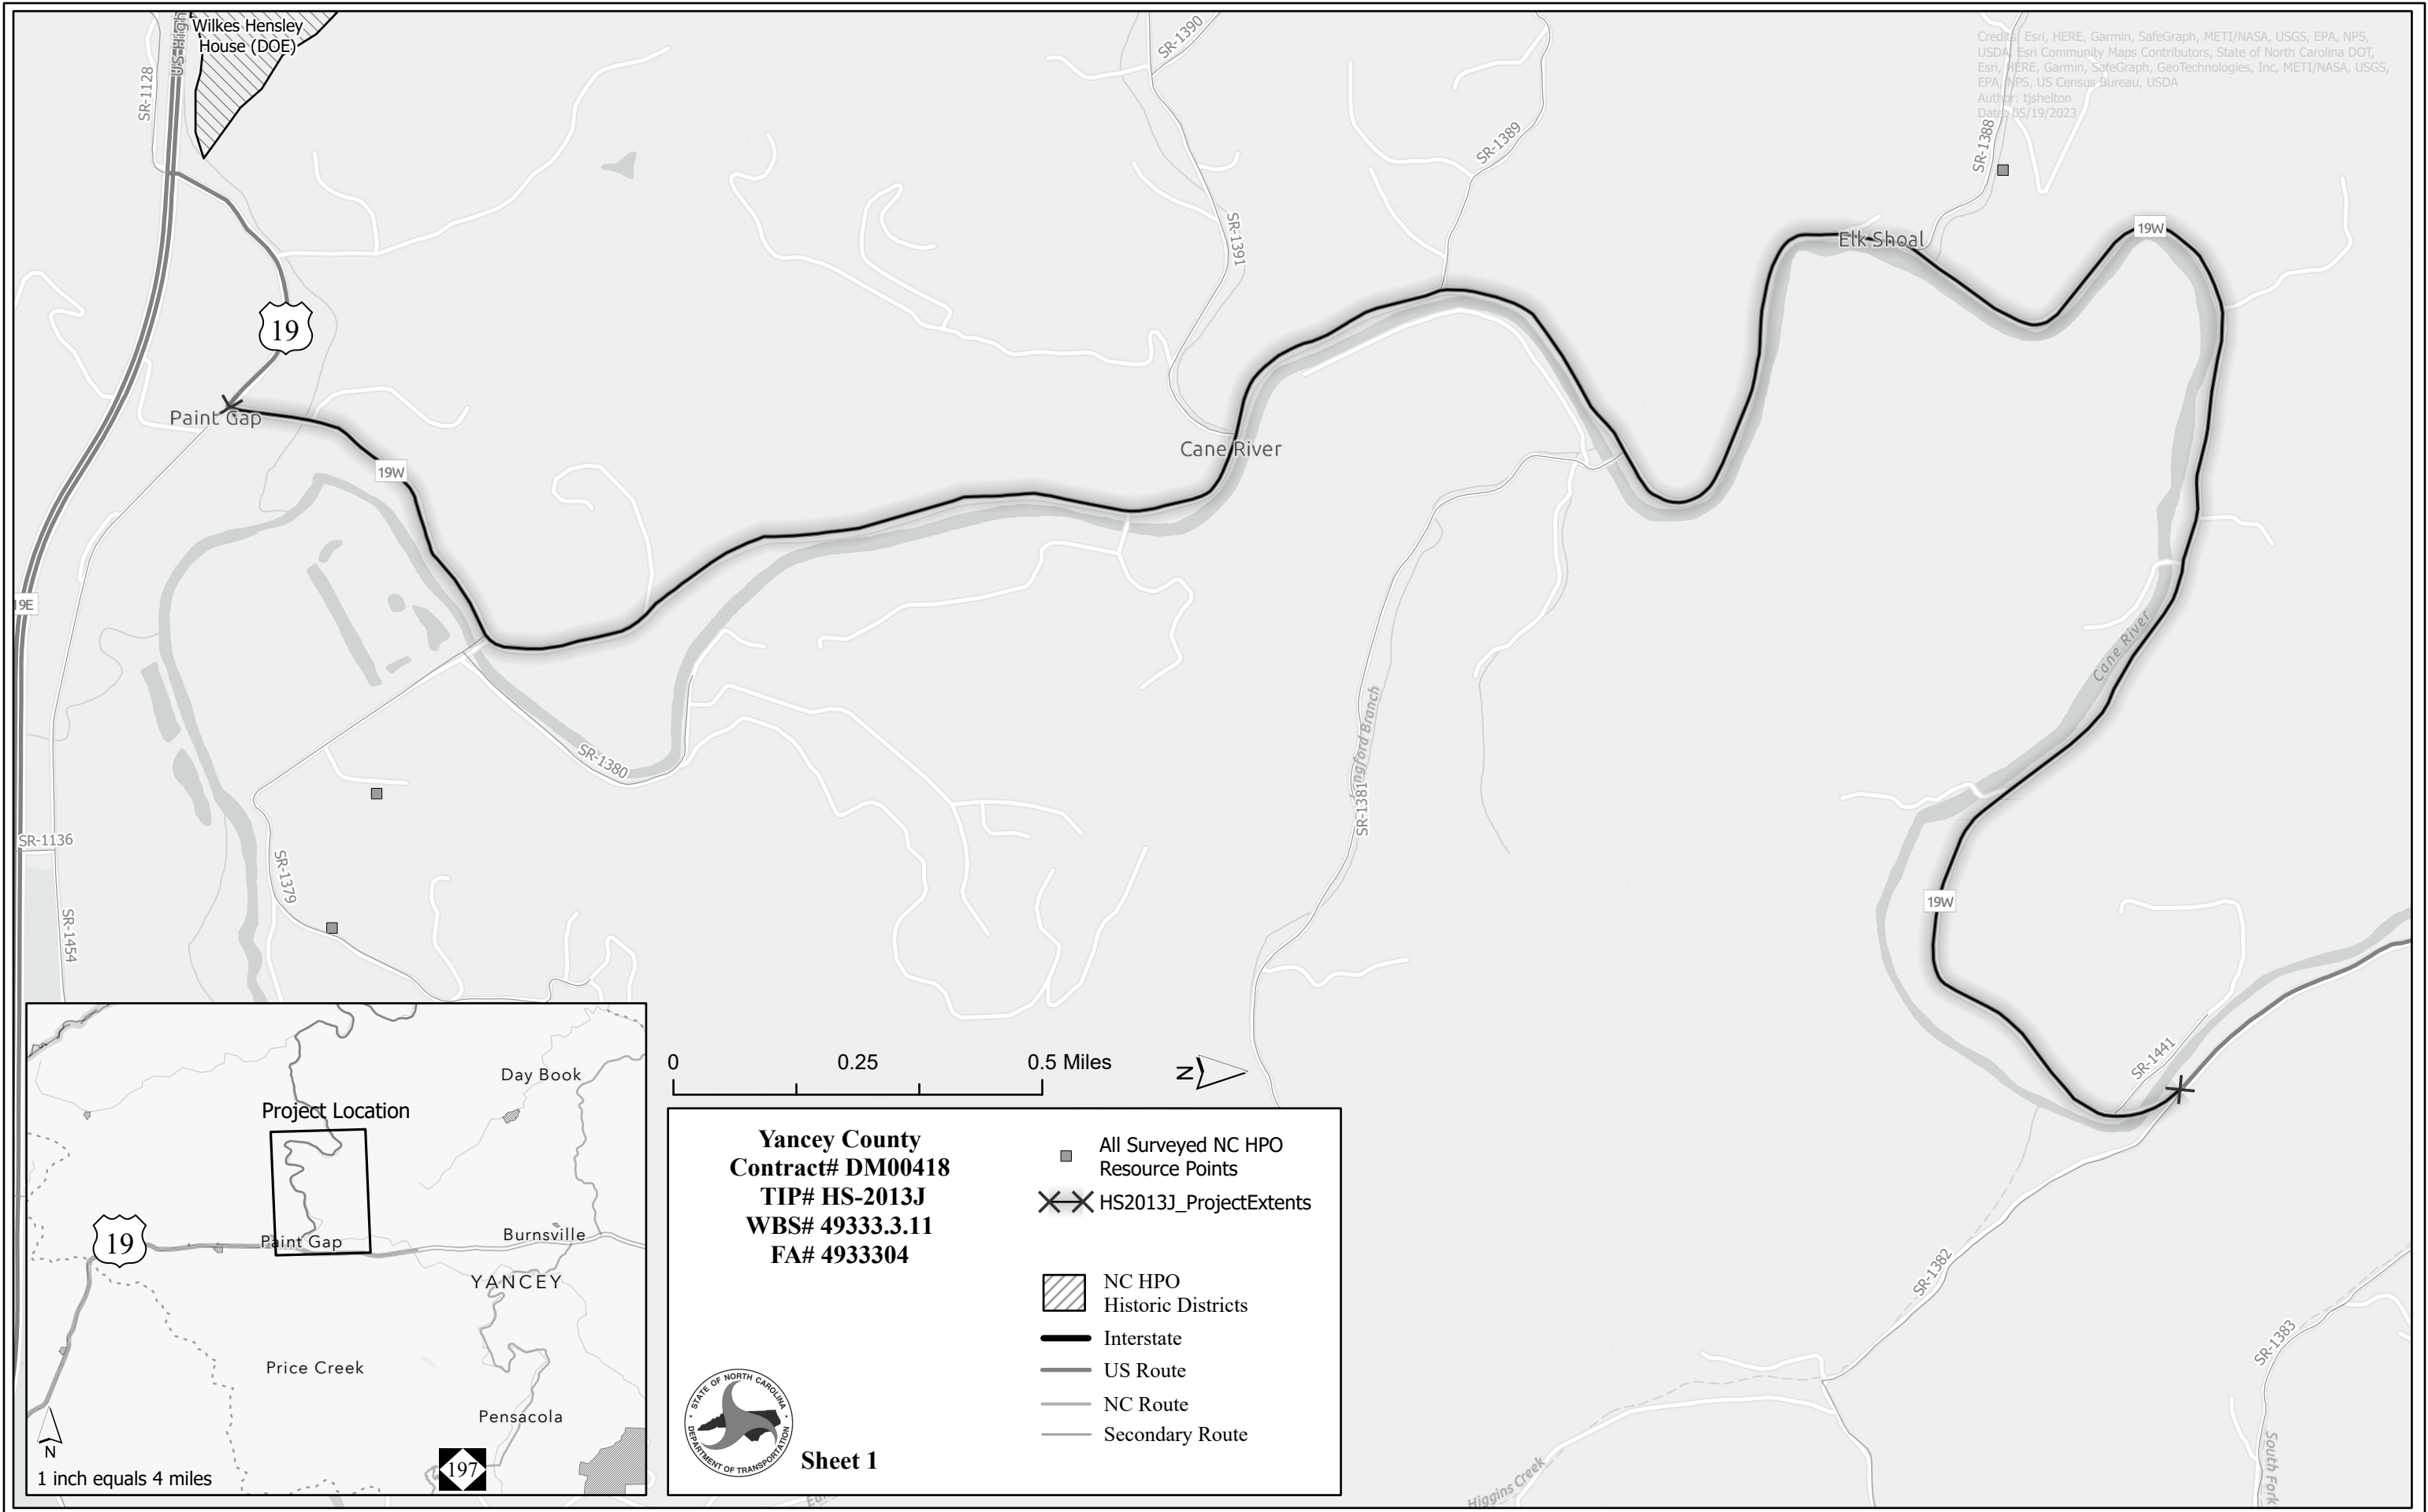 Wilkes Hensley
House (DOE)
US High
SR-1128
SR-1390
SR-1389
SR-1391
SR-1388
Credits: Esri, HERE, Garmin, SafeGraph, METI/NASA, USGS, EPA, NPS,
USDA, Esri Community Maps Contributors, State of North Carolina DOT,
Esri, HERE, Garmin, SafeGraph, GeoTechnologies, Inc, METI/NASA, USGS,
EPA, NPS, US Census Bureau, USDA
Author: tjshelton
Date: 05/19/2023
Elk Shoal
19W
19
Paint Gap
19W
Cane River
19E
Cane River
SR-1380
SR-1381
ngford Branch
SR-1136
SR-1379
SR-1454
19W
SR-1441
SR-1382
SR-1383
South Fork
Higgins Creek
0
0.25
0.5 Miles
N
Day Book
Project Location
19
Paint Gap
Burnsville
YANCEY
Price Creek
Pensacola
197
N
1 inch equals 4 miles
Yancey County
Contract# DM00418
TIP# HS-2013J
WBS# 49333.3.11
FA# 4933304
STATE OF NORTH CAROLINA
DEPARTMENT OF TRANSPORTATION
Sheet 1
All Surveyed NC HPO
Resource Points
HS2013J_ProjectExtents
NC HPO
Historic Districts
Interstate
US Route
NC Route
Secondary Route